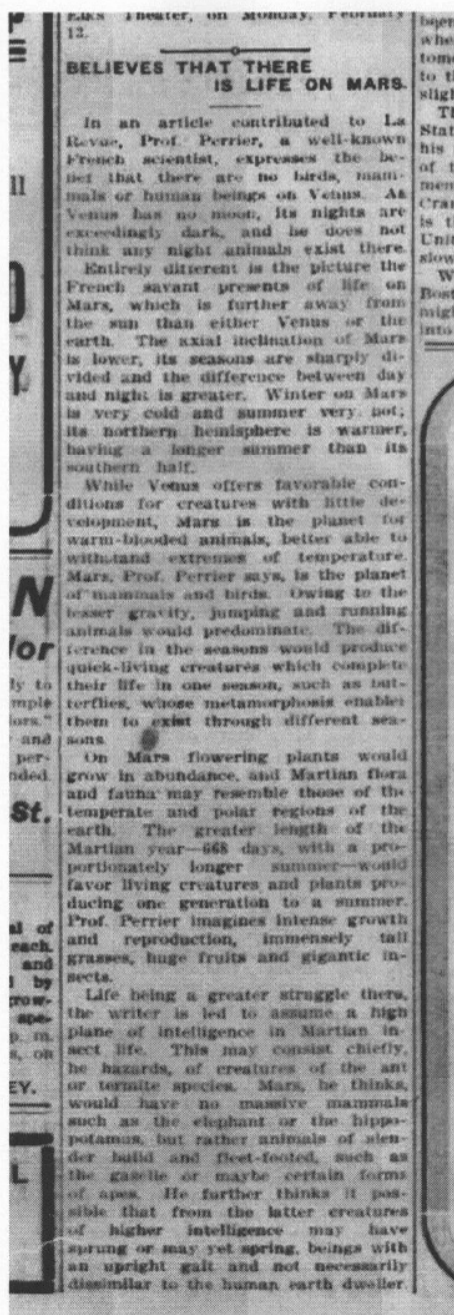 Elks Theater, on Monday, February
12.
BELIEVES THAT THERE
IS LIFE ON MARS.
In an article contributed to La
Revue, Prof. Perrier, a well-known
French scientist, expresses the be-
lief that there are no birds, mam-
mals or human beings on Venus. As
Venus has no moon, its nights are
exceedingly dark, and he does not
think any night animals exist there.
Entirely different is the picture the
French savant presents of life on
Mars, which is further away from
the sun than either Venus or the
earth. The axial inclination of Mars
is lower, its seasons are sharply di-
vided and the difference between day
and night is greater. Winter on Mars
is very cold and summer very hot;
its northern hemisphere is warmer,
having a longer summer than its
southern half.
While Venus offers favorable con-
ditions for creatures with little de-
velopment, Mars is the planet for
warm-blooded animals, better able to
withstand extremes of temperature.
Mars, Prof. Perrier says, is the planet
of mammals and birds. Owing to the
lesser gravity, jumping and running
animals would predominate. The dif-
ference in the seasons would produce
quick-living creatures which complete
their life in one season, such as but-
terflies, whose metamorphosis enables
them to exist through different sea-
sons.
On Mars flowering plants would
grow in abundance, and Martian flora
and fauna may resemble those of the
temperate and polar regions of the
earth. The greater length of the
Martian year—668 days, with a pro-
portionately longer summer—would
favor living creatures and plants pro-
ducing one generation to a summer.
Prof. Perrier imagines intense growth
and reproduction, immensely tall
grasses, huge fruits and gigantic in-
sects.
Life being a greater struggle there,
the writer is led to assume a high
plane of intelligence in Martian in-
sect life. This may consist chiefly,
he hazards, of creatures of the ant
or termite species. Mars, he thinks,
would have no massive mammals
such as the elephant or the hippo-
potamus, but rather animals of slen-
der build and fleet-footed, such as
the gaselle or maybe certain forms
of apes. He further thinks it pos-
sible that from the latter creatures
of higher intelligence may have
sprung or may yet spring, beings with
an upright gait and not necessarily
dissimilar to the human earth dweller.